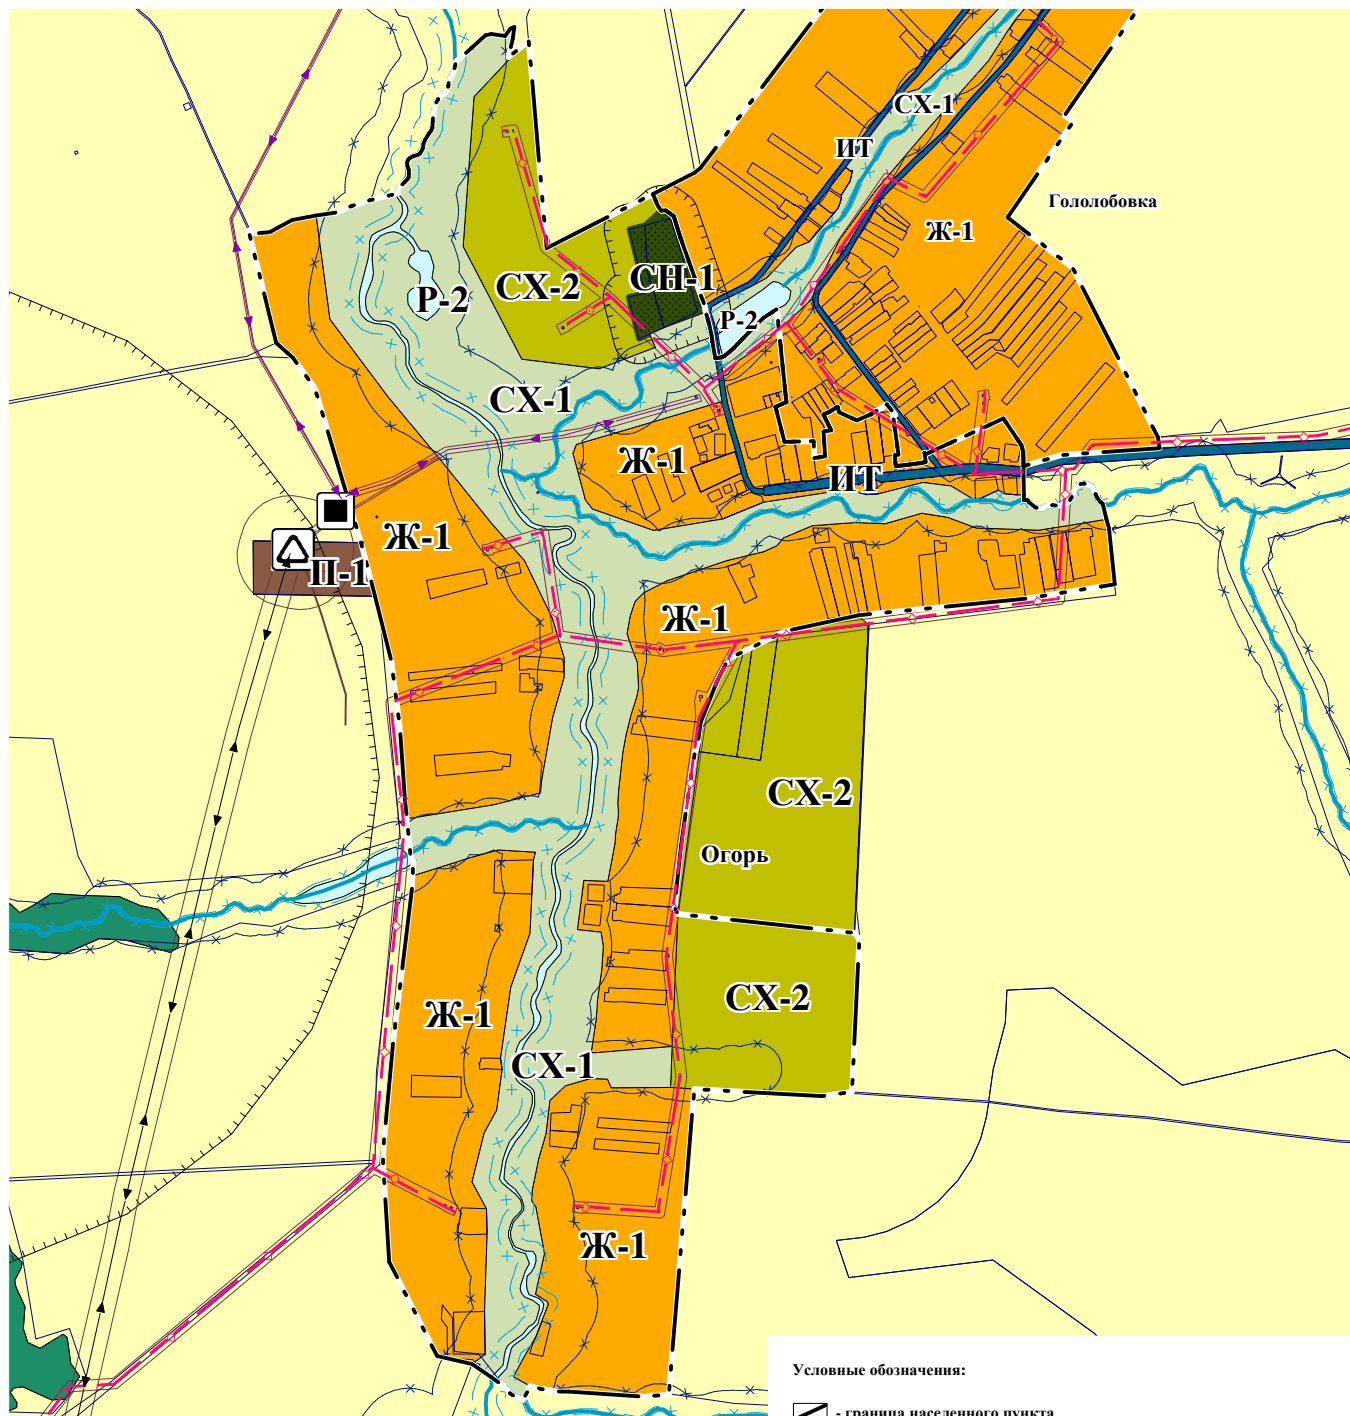 СХ-1
ИТ
Гололобовка
Ж-1
СХ-2
СН-1
Р-2
Р-2
СХ-1
Ж-1
ИТ
Ж-1
П-1
Ж-1
СХ-2
Огорь
СХ-2
Ж-1
СХ-1
Ж-1
Условные обозначения:
- граница населенного пункта